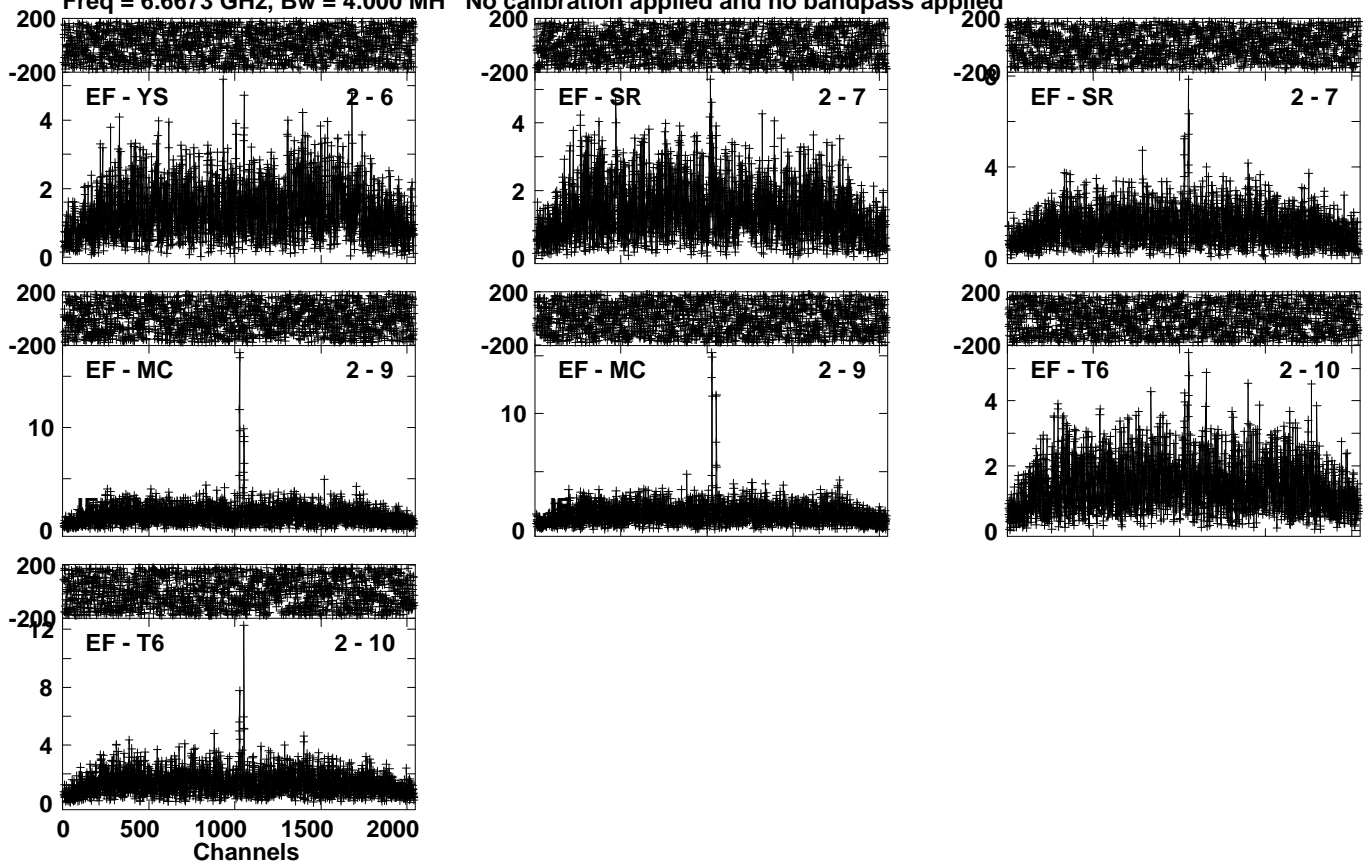 Freq = 6.6673 GHz, Bw = 4.000 MH No calibration applied and no bandpass applied
200 200 200
-200 -200 -200
EF - YS 2 - 6 EF - SR 2 - 7 8 EF - SR 2 - 7
4 4 4
2 2
0 0 0
200 200 200
-200 -200 -200
EF - MC 2 - 9 EF - MC 2 - 9 EF - T6 2 - 10
10 10 4
2
0 0 0
200
-200
12 EF - T6 2 - 10
8
4
0
0 500 1000 1500 2000
Channels